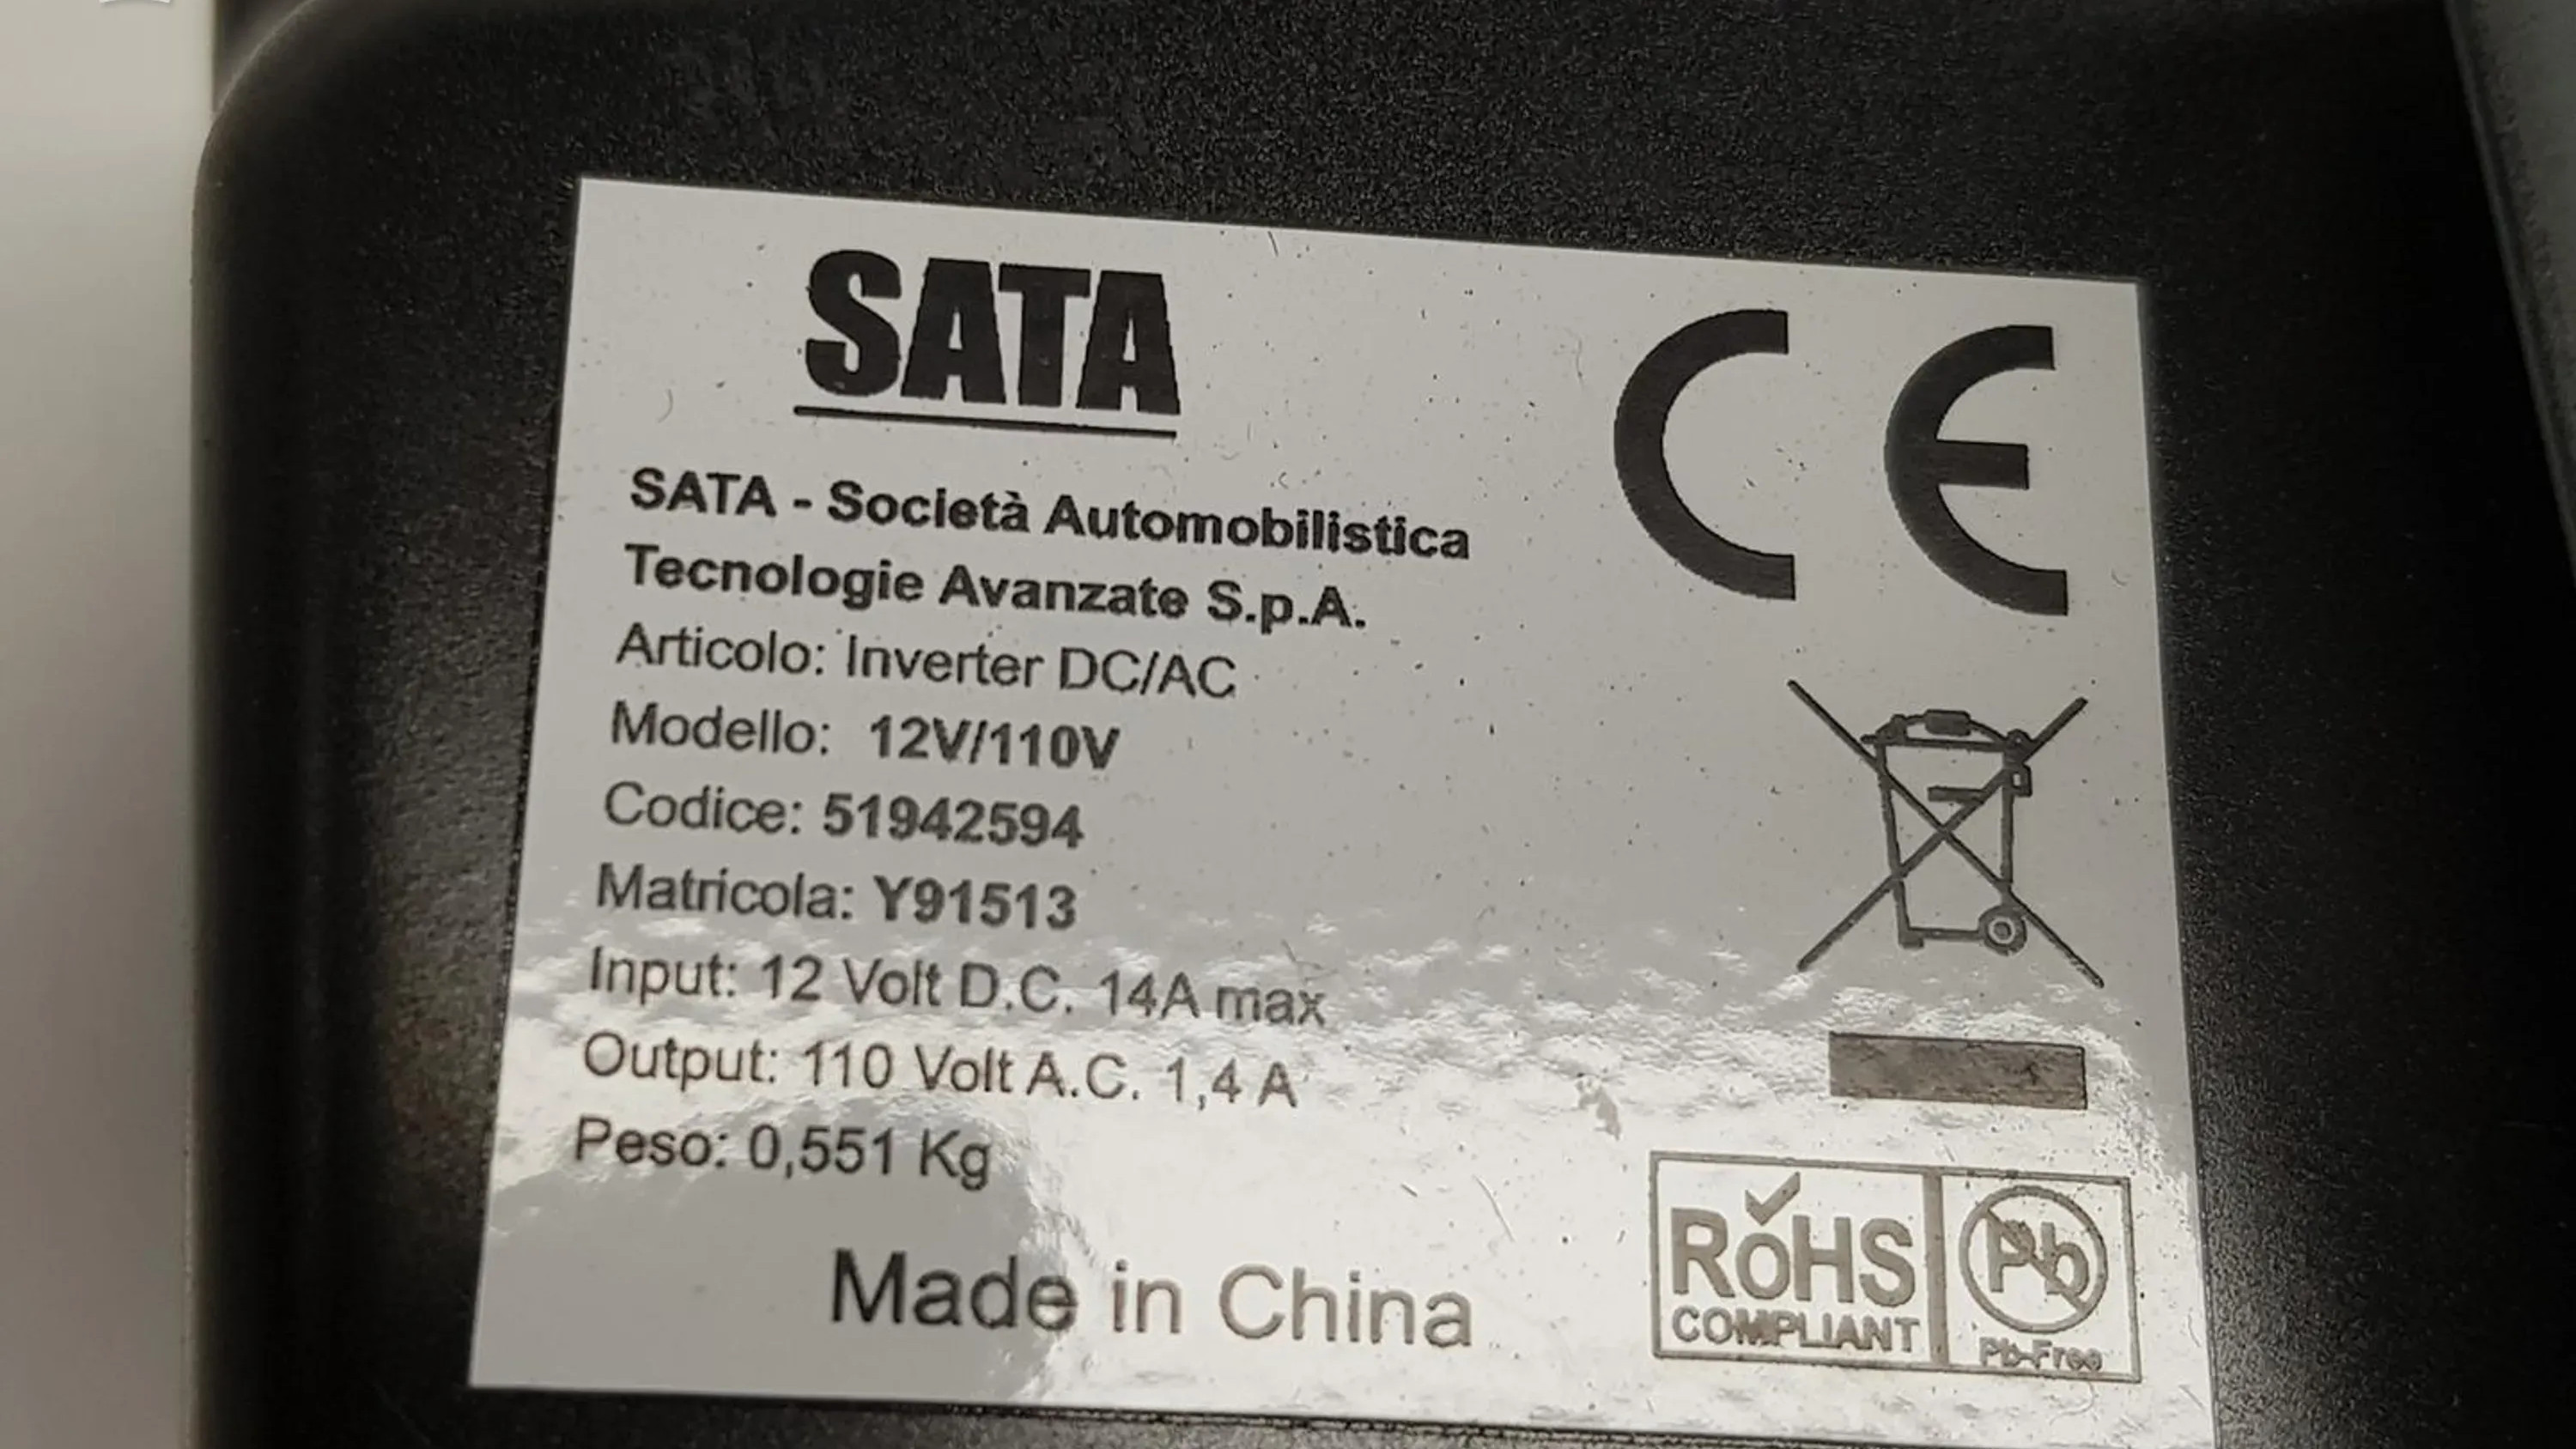 SATA
SATA - Società Automobilistica
Tecnologie Avanzate S.p.A.
Articolo: Inverter DC/AC
Modello: 12V/110V
Codice: 51942594
Matricola: Y91513
Input: 12 Volt D.C. 14A max
Output: 110 Volt A.C. 1,4 A
Peso: 0,551 Kg
Made in China
CE
RoHS
COMPLIANT
Pb
Pb-Free